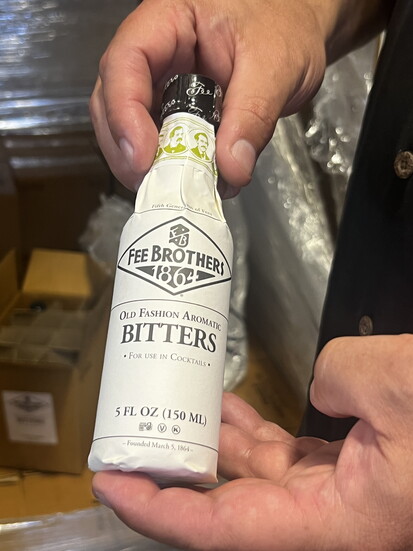 Fee
FEE BROTHERS
1864
OLD FASHION AROMATIC
BITTERS
• FOR USE IN COCKTAILS •
5 FL OZ (150 ML)
–Founded March 5, 1864–